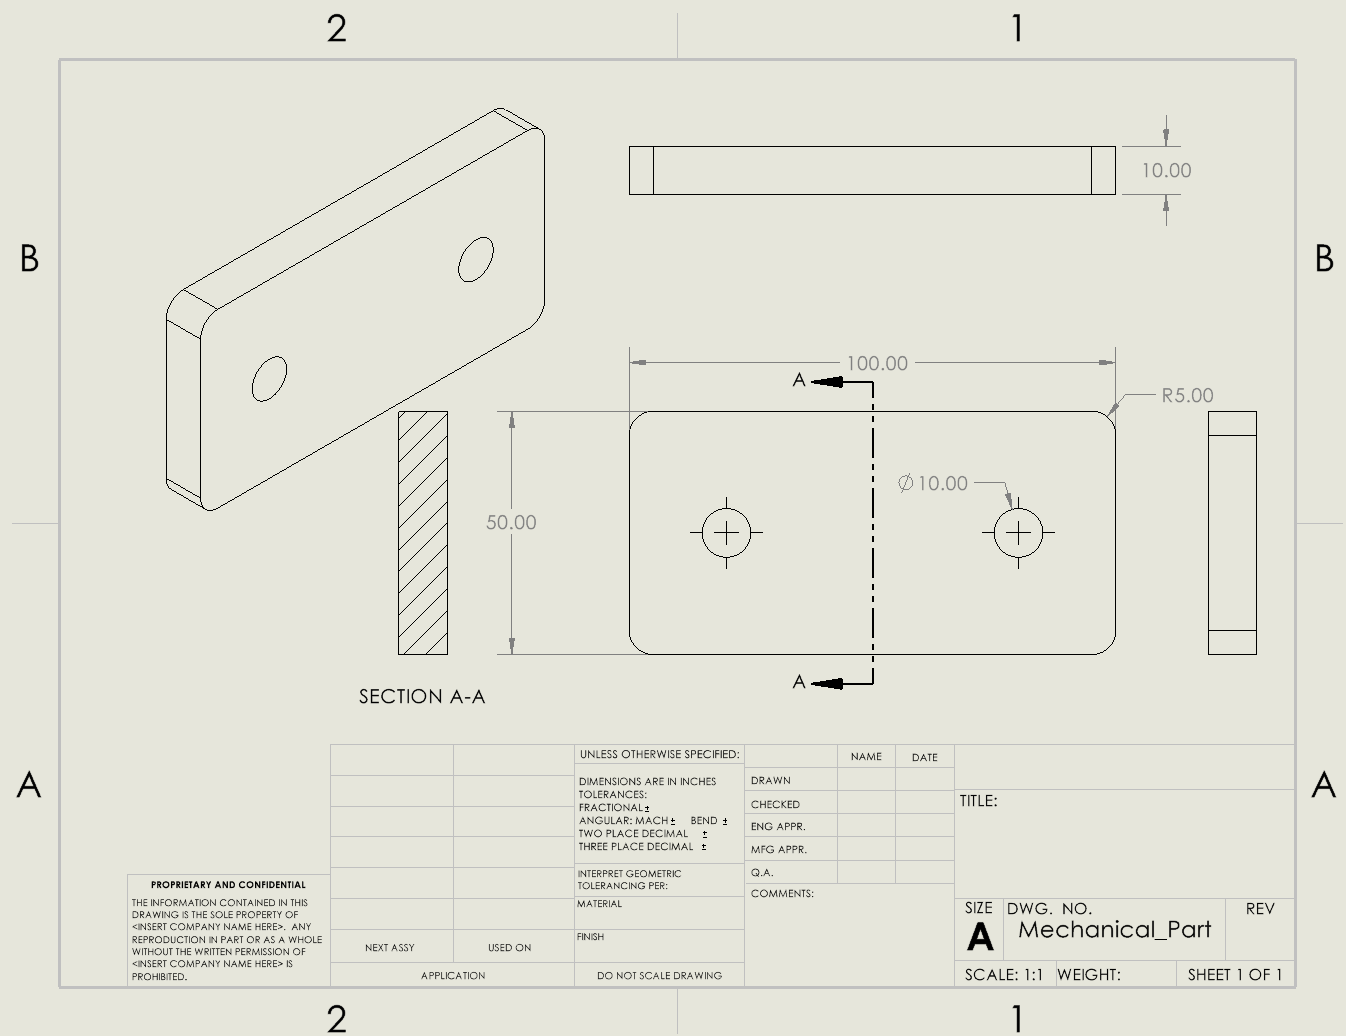 2
1
B
B
10.00
100.00
A
R5.00
Ø 10.00
50.00
A
SECTION A-A
A
A
UNLESS OTHERWISE SPECIFIED:
DIMENSIONS ARE IN INCHES
TOLERANCES:
FRACTIONAL ±
ANGULAR: MACH ± BEND ±
TWO PLACE DECIMAL ±
THREE PLACE DECIMAL ±
INTERPRET GEOMETRIC
TOLERANCING PER:
MATERIAL
FINISH
DO NOT SCALE DRAWING
NAME DATE
DRAWN
CHECKED
ENG APPR.
MFG APPR.
Q.A.
COMMENTS:
TITLE:
SIZE DWG. NO. REV
A Mechanical_Part
SCALE: 1:1 WEIGHT: SHEET 1 OF 1
PROPRIETARY AND CONFIDENTIAL
THE INFORMATION CONTAINED IN THIS
DRAWING IS THE SOLE PROPERTY OF
<INSERT COMPANY NAME HERE>. ANY
REPRODUCTION IN PART OR AS A WHOLE
WITHOUT THE WRITTEN PERMISSION OF
<INSERT COMPANY NAME HERE> IS
PROHIBITED.
NEXT ASSY USED ON
APPLICATION
2
1